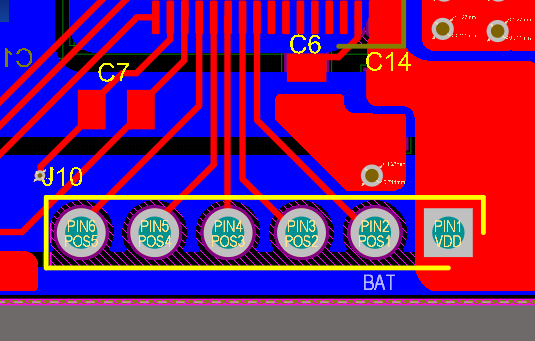 C6
C1
C14
C7
J10
PIN6 PIN5 PIN4 PIN3 PIN2 PIN1
POS5 POS4 POS3 POS2 POS1 VDD
BAT